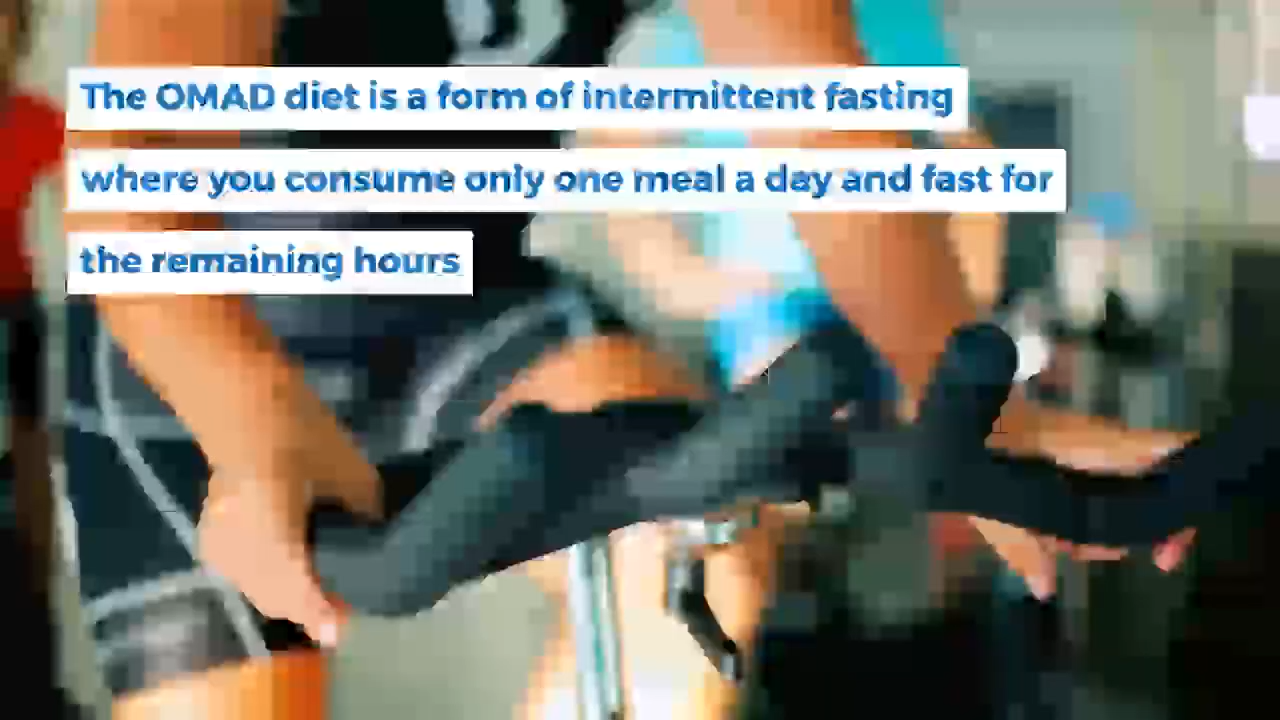 The OMAD diet is a form of intermittent fasting
where you consume only one meal a day and fast for
the remaining hours